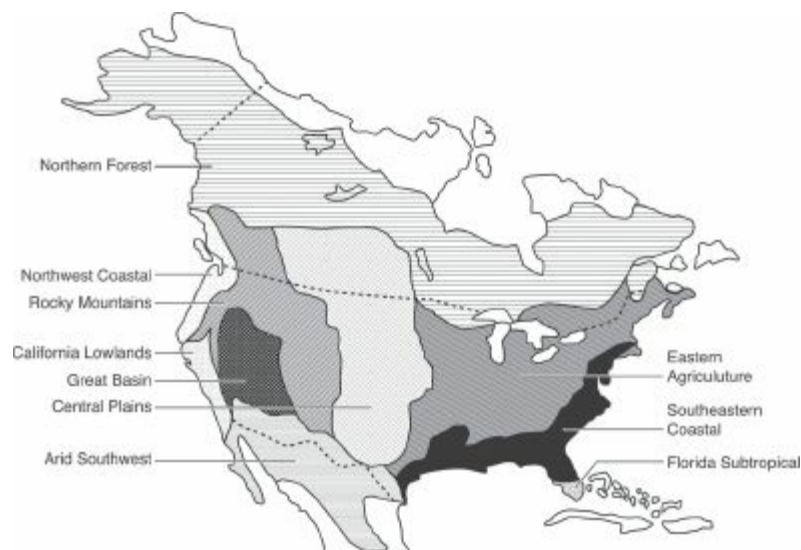 Northern Forest
Northwest Coastal
Rocky Mountains
California Lowlands
Great Basin
Central Plains
Arid Southwest
Eastern
Agriculuture
Southeastern
Coastal
Florida Subtropical